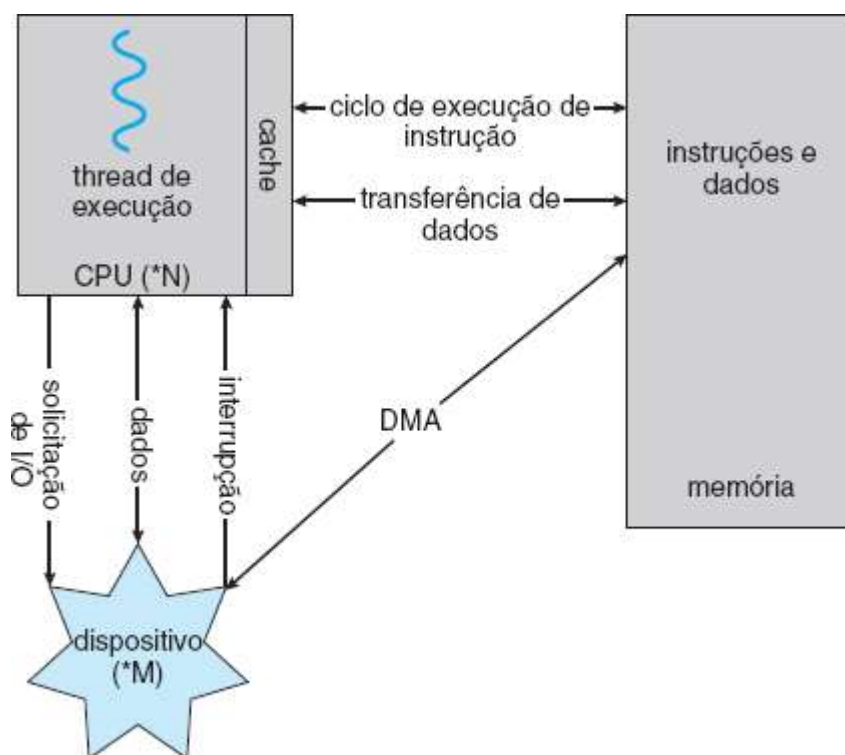 thread de
execução
CPU (*N)
cache
ciclo de execução de
instrução
transferência de
dados
instruções e
dados
memória
solicitação
de I/O
dados
interrupção
DMA
dispositivo
(*M)